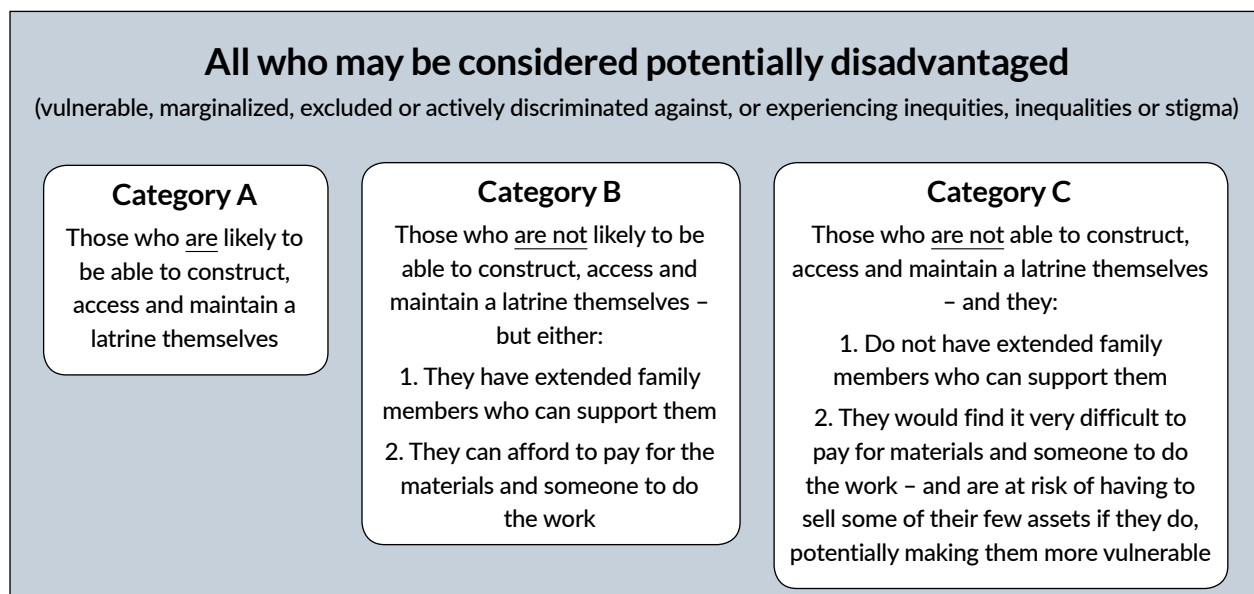 All who may be considered potentially disadvantaged
(vulnerable, marginalized, excluded or actively discriminated against, or experiencing inequities, inequalities or stigma)
Category A
Those who are likely to
be able to construct,
access and maintain a
latrine themselves
Category B
Those who are not likely to be
able to construct, access and
maintain a latrine themselves –
but either:
1. They have extended family
members who can support them
2. They can afford to pay for the
materials and someone to do
the work
Category C
Those who are not able to construct,
access and maintain a latrine themselves
– and they:
1. Do not have extended family
members who can support them
2. They would find it very difficult to
pay for materials and someone to do
the work – and are at risk of having to
sell some of their few assets if they do,
potentially making them more vulnerable